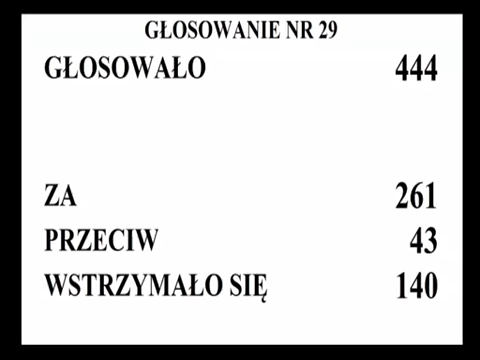 GŁOSOWANIE NR 29
GŁOSOWAŁO 444
ZA 261
PRZECIW 43
WSTRZYMAŁO SIĘ 140